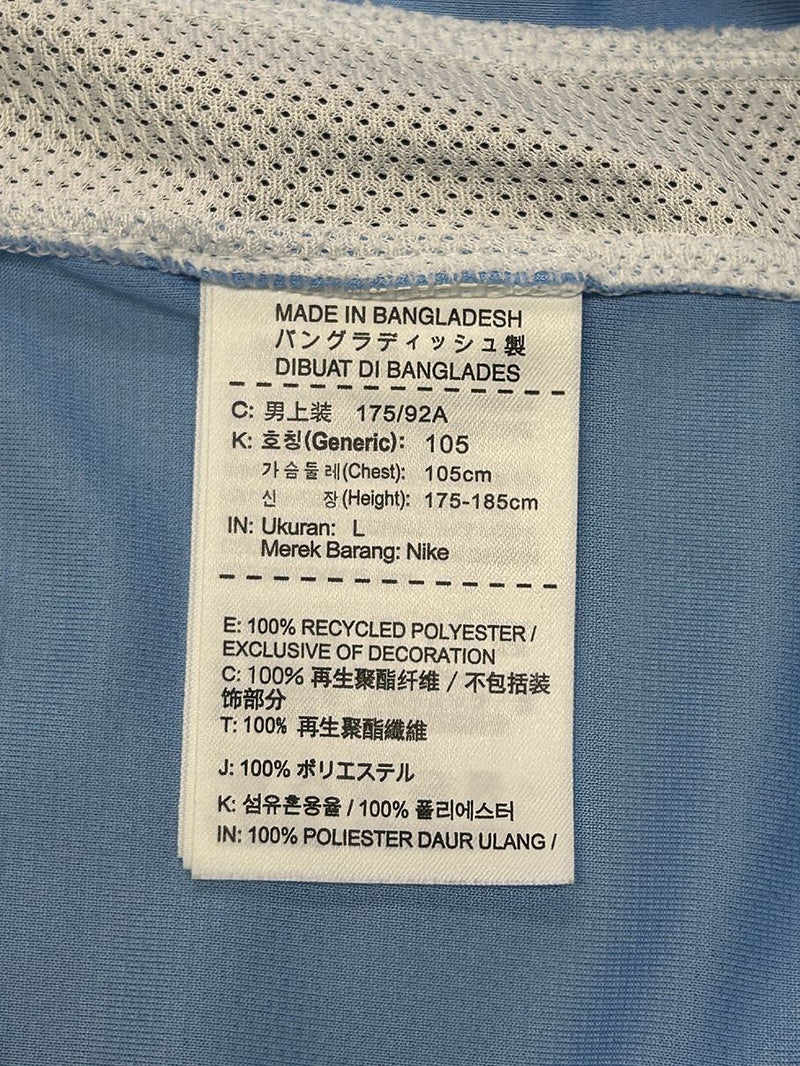 MADE IN BANGLADESH
バングラディッシュ製
DIBUAT DI BANGLADES
C: 男上装 175/92A
K: 호칭(Generic): 105
가슴둘레(Chest): 105cm
신 장(Height): 175-185cm
IN: Ukuran: L
Merek Barang: Nike
E: 100% RECYCLED POLYESTER /
EXCLUSIVE OF DECORATION
C: 100% 再生聚酯纤维 / 不包括装
饰部分
T: 100% 再生聚酯纖維
J: 100% ポリエステル
K: 섬유혼용율 / 100% 폴리에스터
IN: 100% POLIESTER DAUR ULANG /